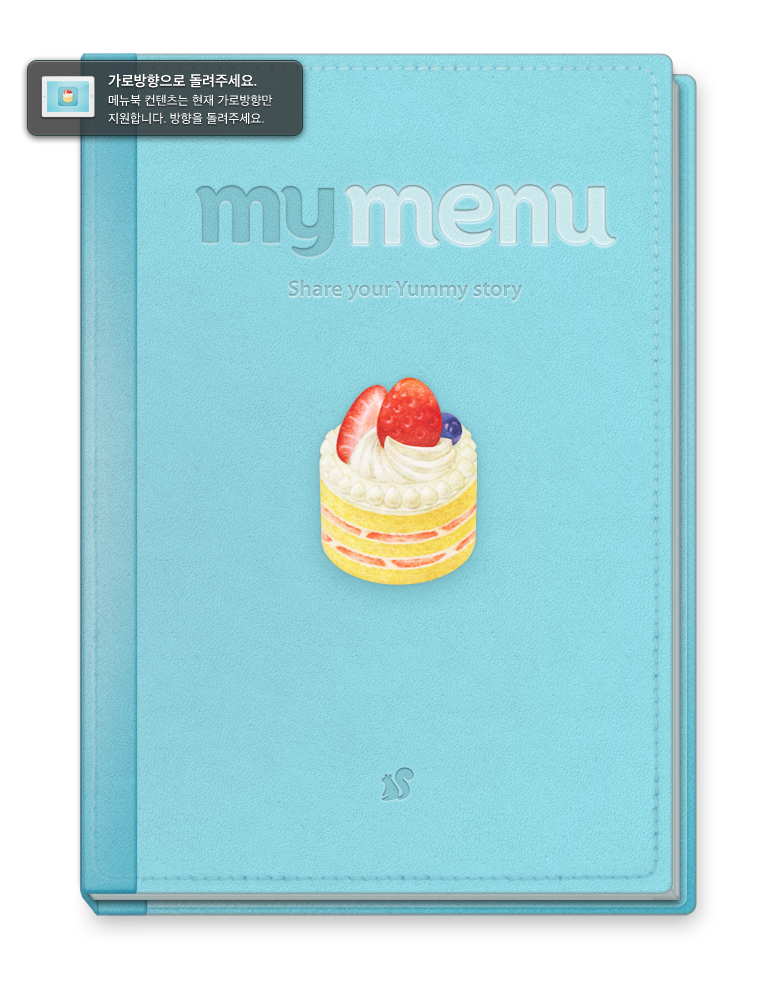 가로방향으로 돌려주세요.
메뉴북 컨텐츠는 현재 가로방향만
지원합니다. 방향을 돌려주세요.
my menu
Share your Yummy story